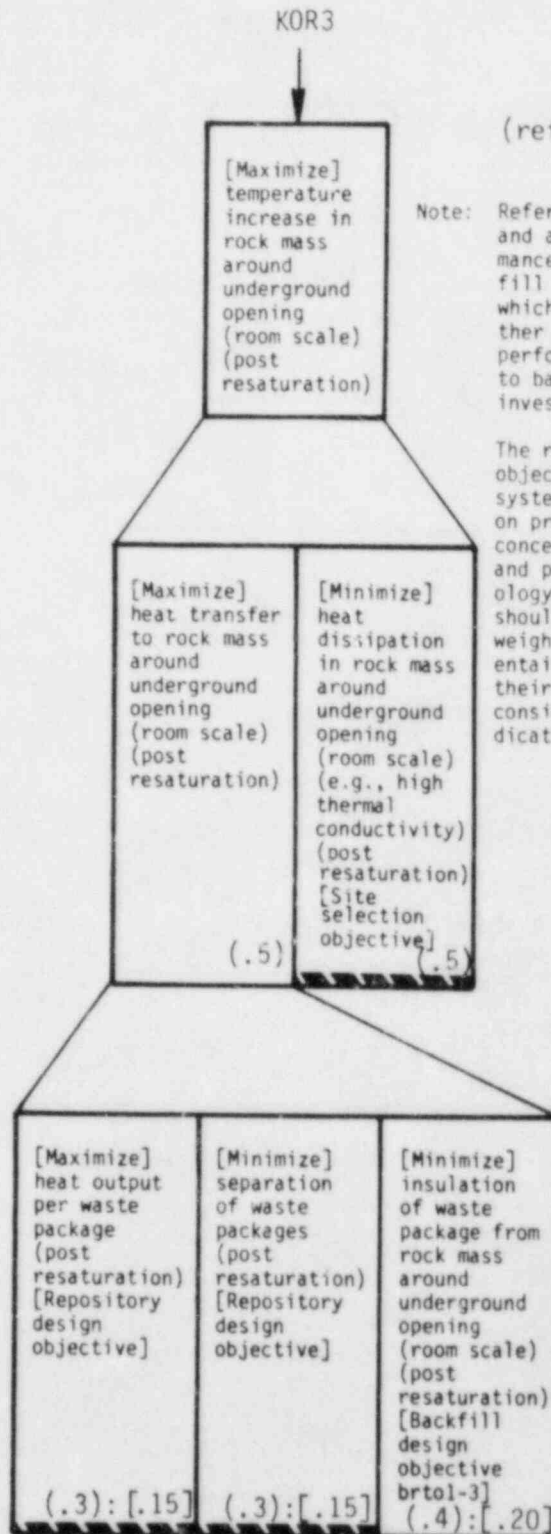 KOR3
[Maximize]
temperature
increase in
rock mass
around
underground
opening
(room scale)
(post
resaturation)
Note:
Refer
and a
mance
fill
which
ther
perfo
to ba
inves
The r
objec
syste
on pr
conce
and p
ology
shoul
weigh
entai
their
consi
dicat
[Maximize]
heat transfer
to rock mass
around
underground
opening
(room scale)
(post
resaturation)
(.5)
[Minimize]
heat
dissipation
in rock mass
around
underground
opening
(room scale)
(e.g., high
thermal
conductivity)
(post
resaturation)
[Site
selection
objective]
(.5)
[Maximize]
heat output
per waste
package
(post
resaturation)
[Repository
design
objective]
(.3):[.15]
[Minimize]
separation
of waste
packages
(post
resaturation)
[Repository
design
objective]
(.3):[.15]
[Minimize]
insulation
of waste
package from
rock mass
around
underground
opening
(room scale)
(post
resaturation)
[Backfill
design
objective
brto1-3]
(.4):[.20]